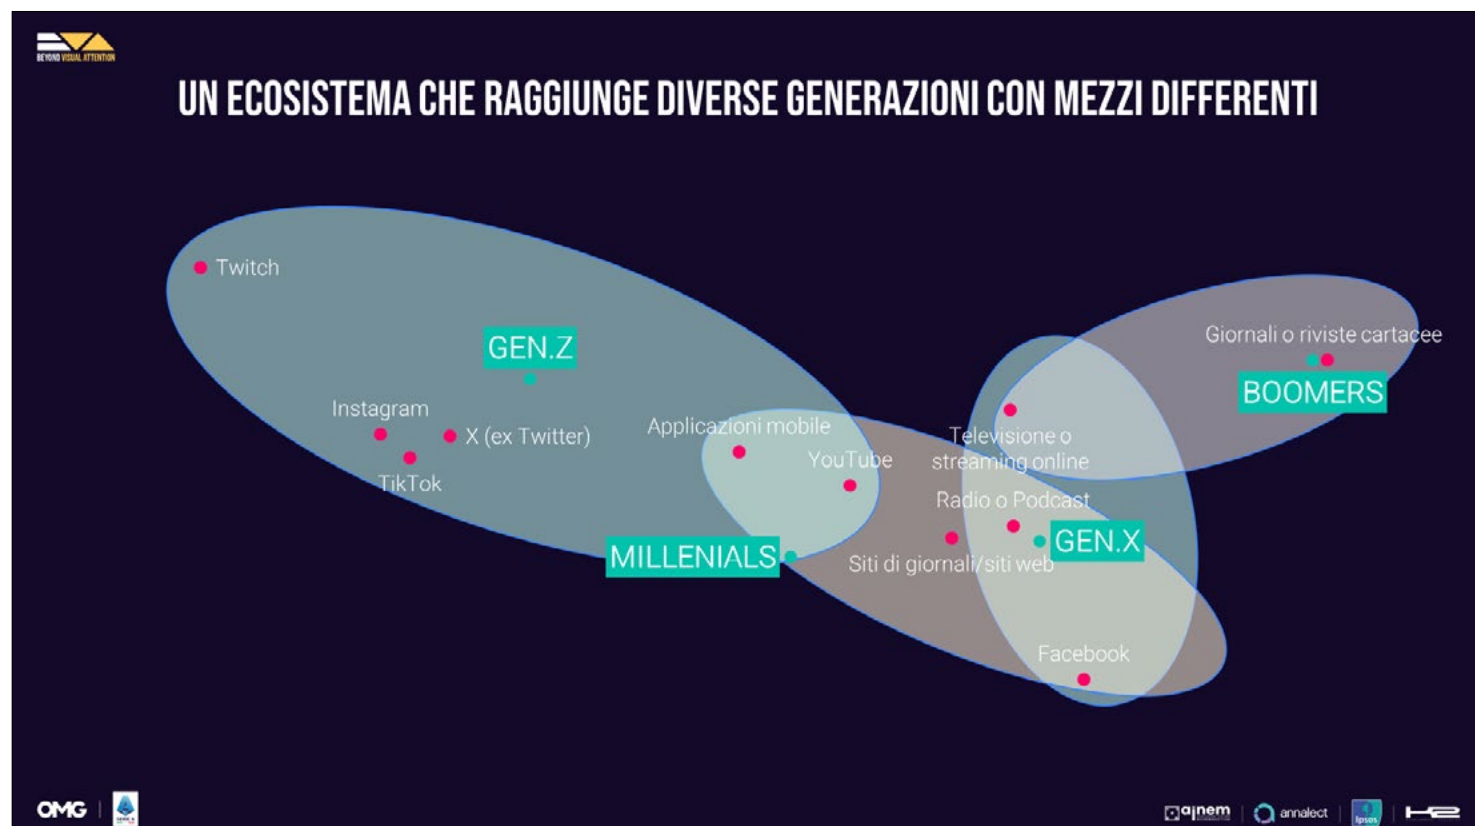 BEYOND VISUAL ATTENTION
UN ECOSISTEMA CHE RAGGIUNGE DIVERSE GENERAZIONI CON MEZZI DIFFERENTI
Twitch
GEN.Z
Giornali o riviste cartacee
BOOMERS
Instagram
X (ex Twitter)
TikTok
Applicazioni mobile
YouTube
Televisione o
streaming online
Radio o Podcast
GEN.X
MILLENIALS
Siti di giornali/siti web
Facebook
OMG
SERIE A
ainem
annalect
Ipsos